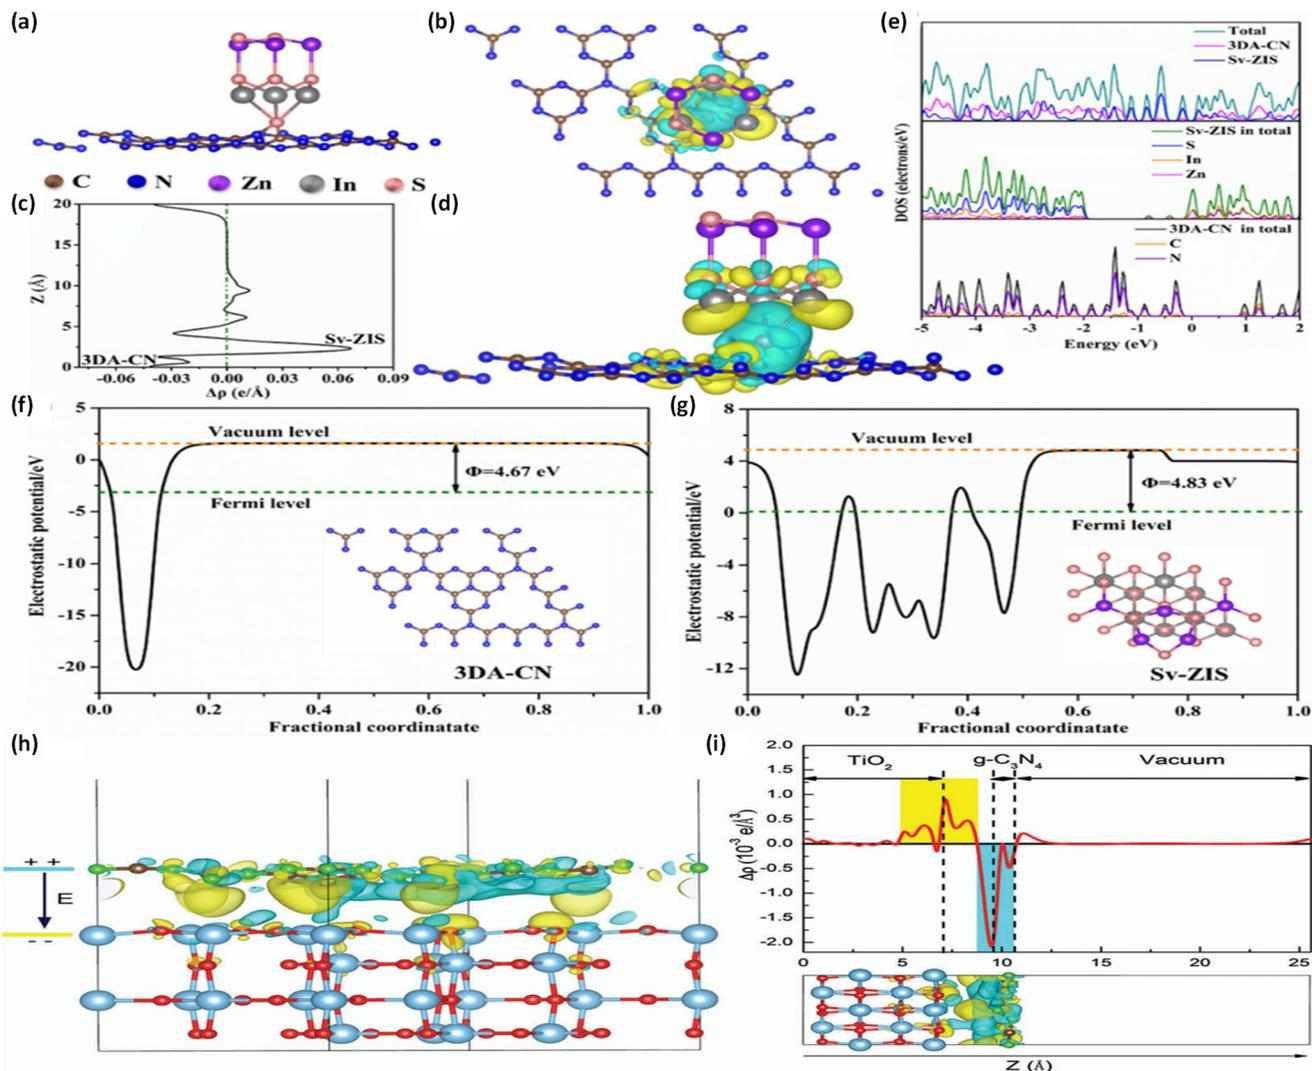 (a)
C N Zn In S
(b)
(c)
20
15
10
5
0
Z (Å)
Sv-ZIS
3DA-CN
-0.06 -0.03 0.00 0.03 0.06 0.09
Δρ (e/Å)
(d)
(e)
Total
3DA-CN
Sv-ZIS
Sv-ZIS in total
S
In
Zn
3DA-CN in total
C
N
DOS (electrons/eV)
-5 -4 -3 -2 -1 0 1 2
Energy (eV)
(f)
5
0
-5
-10
-15
-20
Electrostatic potential/eV
Vacuum level
Φ=4.67 eV
Fermi level
3DA-CN
0.0 0.2 0.4 0.6 0.8 1.0
Fractional coordinatate
(g)
8
4
0
-4
-8
-12
Electrostatic potential/eV
Vacuum level
Φ=4.83 eV
Fermi level
Sv-ZIS
0.0 0.2 0.4 0.6 0.8 1.0
Fractional coordinatate
(h)
+ +
E
- -
(i)
2.0
1.5
1.0
0.5
0.0
-0.5
-1.0
-1.5
-2.0
Δρ (10⁻³ e/Å³)
TiO₂ g-C₃N₄ Vacuum
0 5 10 15 20 25
Z (Å)